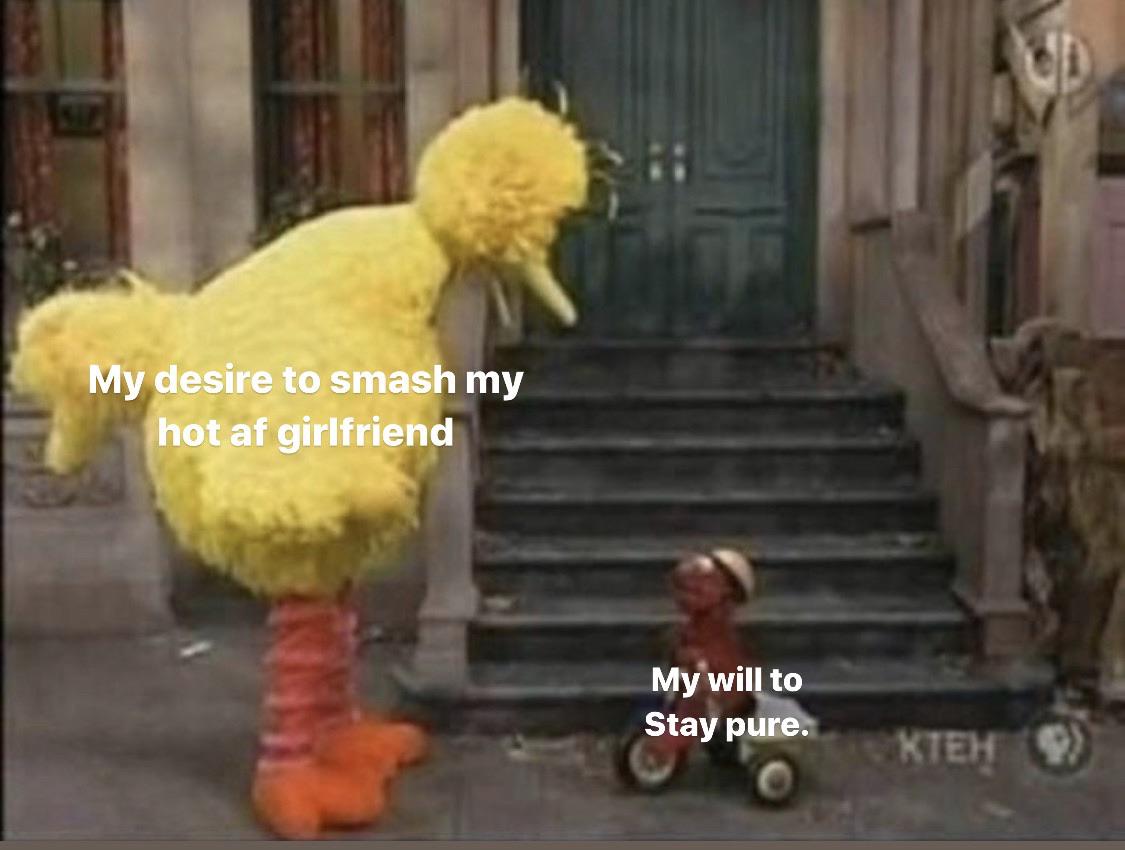 My desire to smash my
hot af girlfriend
My will to
Stay pure.
KTEH